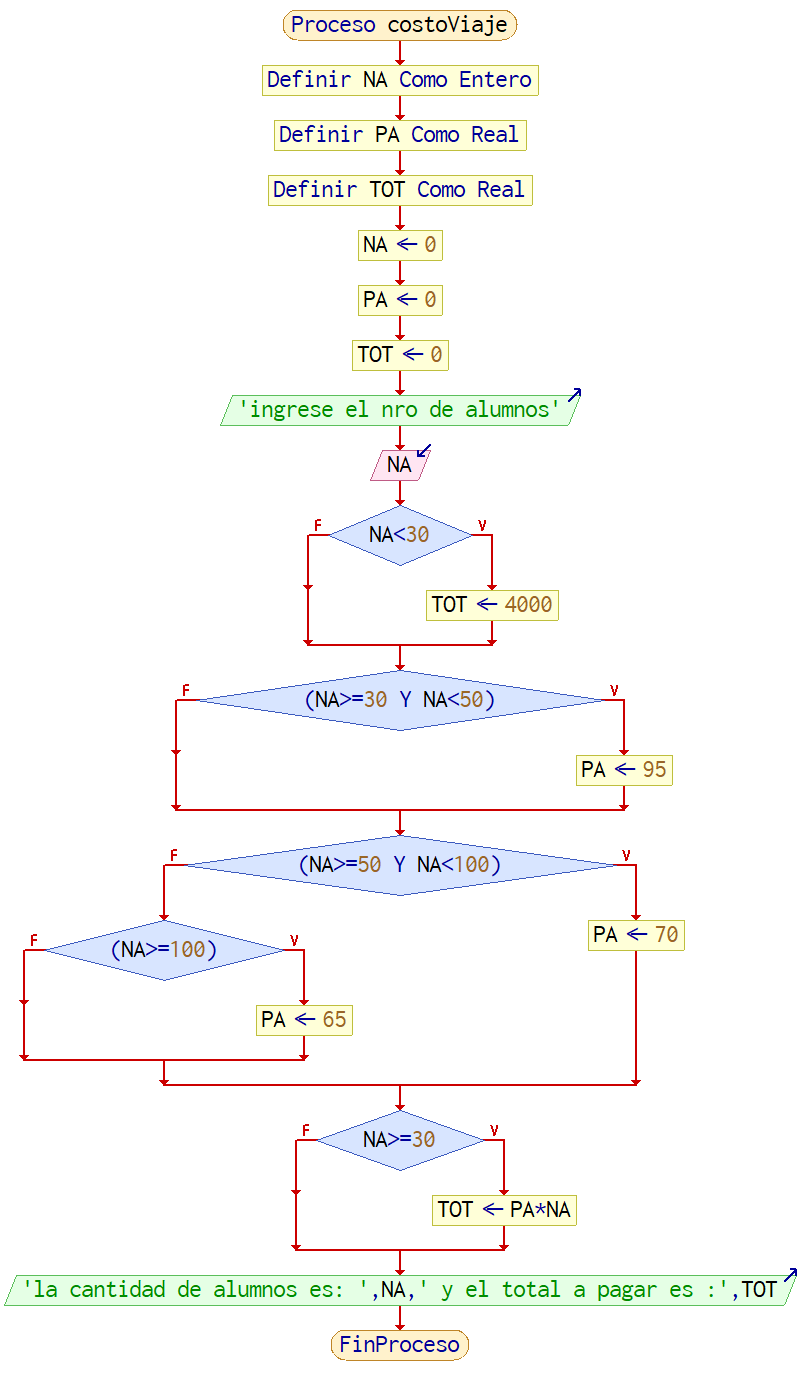 Proceso costoViaje
Definir NA Como Entero
Definir PA Como Real
Definir TOT Como Real
NA ← 0
PA ← 0
TOT ← 0
'ingrese el nro de alumnos'
NA
F
NA<30
V
TOT ← 4000
F
(NA>=30 Y NA<50)
V
PA ← 95
F
(NA>=50 Y NA<100)
V
PA ← 70
F
(NA>=100)
V
PA ← 65
F
NA>=30
V
TOT ← PA*NA
'la cantidad de alumnos es: ',NA,' y el total a pagar es :',TOT
FinProceso